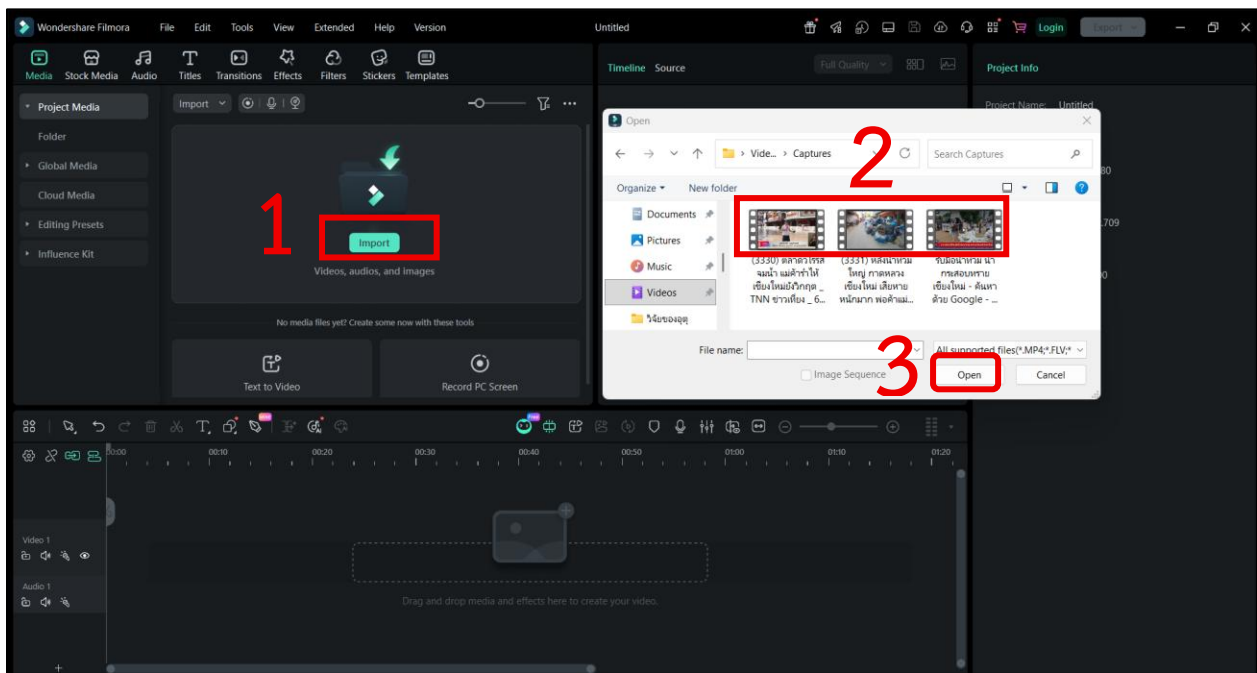 Wondershare Filmora File Edit Tools View Extended Help Version Untitled Login Export
Media Stock Media Audio Titles Transitions Effects Filters Stickers Templates
Timeline Source Full Quality Project Info
Project Media
Import
Project Name: Untitled
Folder
Global Media
Cloud Media
Editing Presets
Influence Kit
1
Import
Videos, audios, and images
No media files yet? Create some now with these tools
Text to Video Record PC Screen
Open
2
Vide... > Captures
Search Captures
Organize New folder
Documents
Pictures
Music
Videos
วิจัยของอุตุ
(3330) ตลาดวโรรส
จมน้ำ แม่ค้าร่ำไห้
เชียงใหม่ยังวิกฤต _
TNN ข่าวเที่ยง _ 6...
(3331) หลังน้ำท่วม
ใหญ่ กาดหลวง
เชียงใหม่ เสียหาย
หนักมาก พ่อค้าแม่...
รับมือน้ำท่วม นำ
กระสอบทราย
เชียงใหม่ - ค้นหา
ด้วย Google - ...
File name:
All supported files(*.MP4;*.FLV;*
3
Image Sequence
Open
Cancel
80
.709
0
00:00 00:10 00:20 00:30 00:40 00:50 01:00 01:10 01:20
Video 1
Audio 1
Drag and drop media and effects here to create your video.